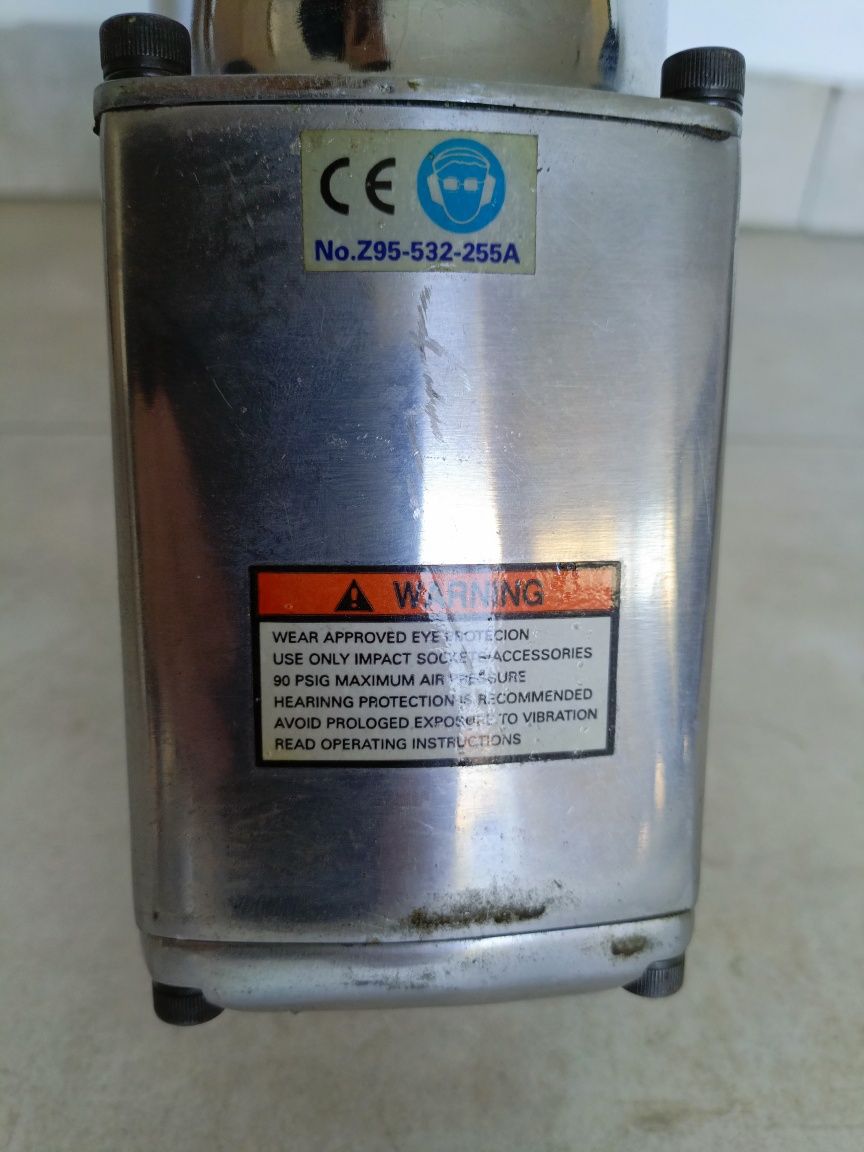 CE
No.Z95-532-255A
WARNING
WEAR APPROVED EYE PROTECION
USE ONLY IMPACT SOCKETS/ACCESSORIES
90 PSIG MAXIMUM AIR PRESSURE
HEARINNG PROTECTION IS RECOMMENDED
AVOID PROLOGED EXPOSURE TO VIBRATION
READ OPERATING INSTRUCTIONS